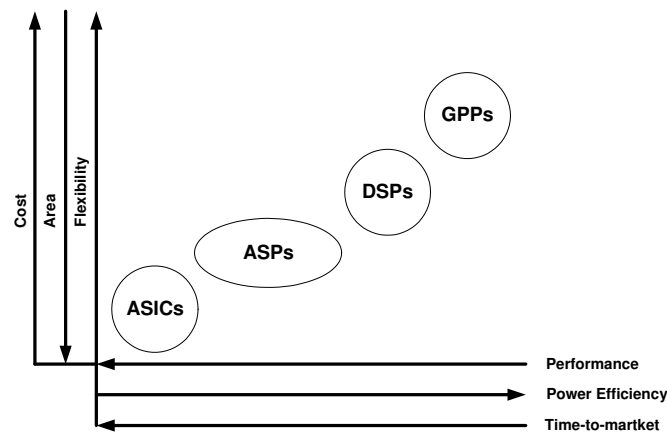 GPPs
DSPs
ASPs
ASICs
Cost
Area
Flexibility
Performance
Power Efficiency
Time-to-martket